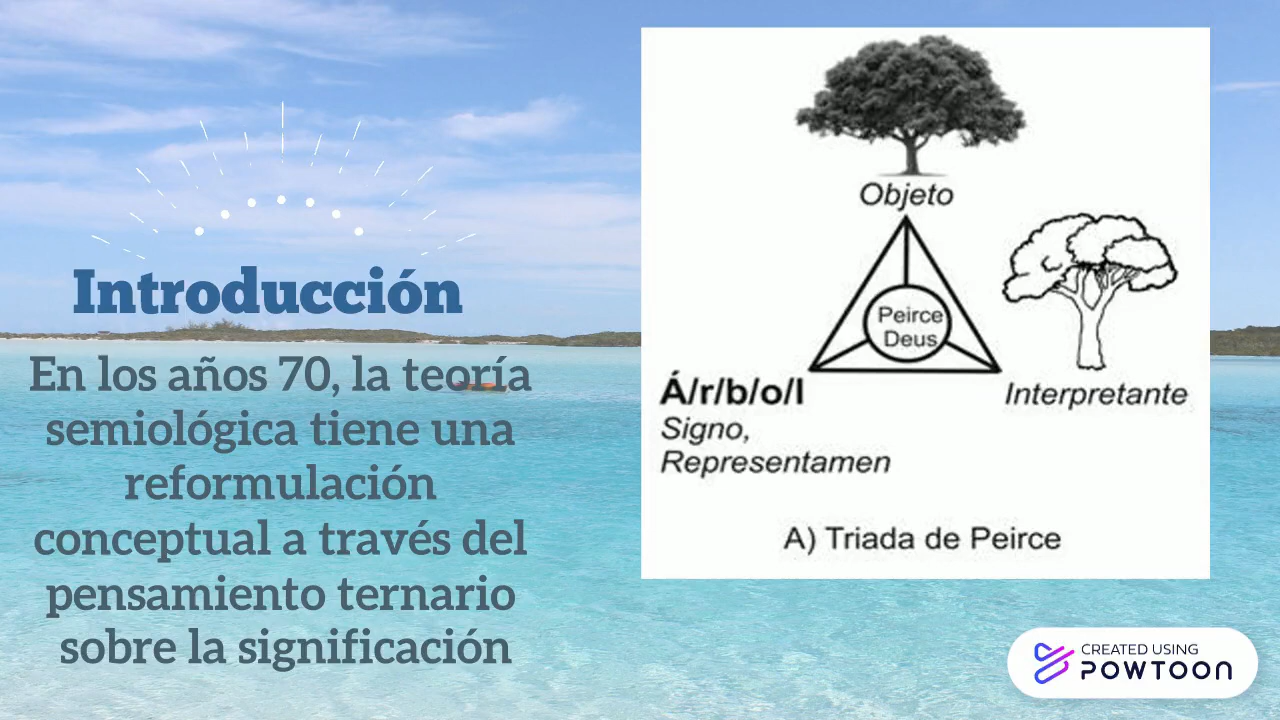 Introducción
En los años 70, la teoría
semiológica tiene una
reformulación
conceptual a través del
pensamiento ternario
sobre la significación
Objeto
Peirce
Deus
Á/r/b/o/l
Signo,
Representamen
Interpretante
A) Triada de Peirce
CREATED USING
POWTOON